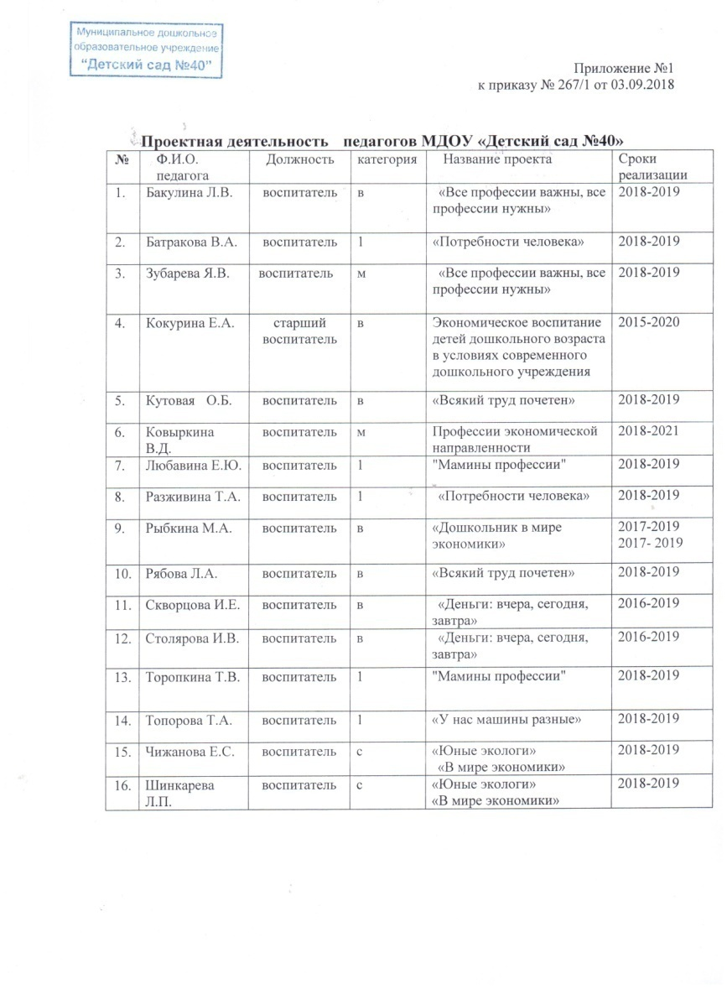 Муниципальное дошкольное
образовательное учреждение
"Детский сад №40"
Приложение №1
к приказу № 267/1 от 03.09.2018
Проектная деятельность педагогов МДОУ «Детский сад №40»
№ Ф.И.О. педагога Должность категория Название проекта Сроки реализации
1. Бакулина Л.В. воспитатель в «Все профессии важны, все
профессии нужны» 2018-2019
2. Батракова В.А. воспитатель 1 «Потребности человека» 2018-2019
3. Зубарева Я.В. воспитатель м «Все профессии важны, все
профессии нужны» 2018-2019
4. Кокурина Е.А. старший воспитатель в Экономическое воспитание
детей дошкольного возраста
в условиях современного
дошкольного учреждения 2015-2020
5. Кутовая О.Б. воспитатель в «Всякий труд почетен» 2018-2019
6. Ковыркина В.Д. воспитатель м Профессии экономической
направленности 2018-2021
7. Любавина Е.Ю. воспитатель 1 "Мамины профессии" 2018-2019
8. Разживина Т.А. воспитатель 1 «Потребности человека» 2018-2019
9. Рыбкина М.А. воспитатель в «Дошкольник в мире
экономики» 2017-2019
2017- 2019
10. Рябова Л.А. воспитатель в «Всякий труд почетен» 2018-2019
11. Скворцова И.Е. воспитатель в «Деньги: вчера, сегодня,
завтра» 2016-2019
12. Столярова И.В. воспитатель в «Деньги: вчера, сегодня,
завтра» 2016-2019
13. Торопкина Т.В. воспитатель 1 "Мамины профессии" 2018-2019
14. Топорова Т.А. воспитатель 1 «У нас машины разные» 2018-2019
15. Чижанова Е.С. воспитатель с «Юные экологи»
«В мире экономики» 2018-2019
16. Шинкарева Л.П. воспитатель с «Юные экологи»
«В мире экономики» 2018-2019